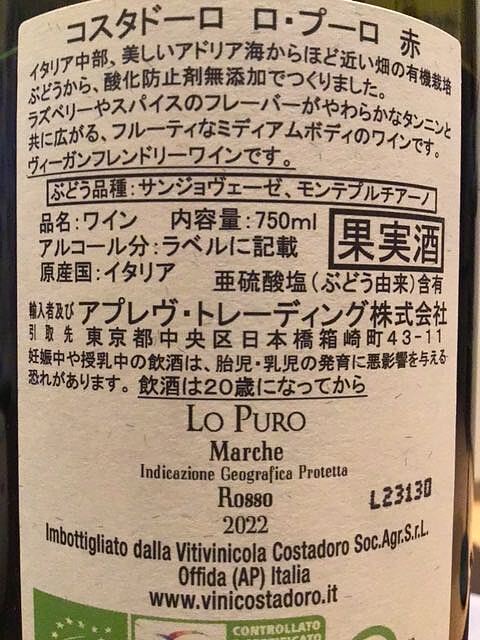 コスタドーロ ロ・プーロ 赤
イタリア中部、美しいアドリア海からほど近い畑の有機栽培
ぶどうから、酸化防止剤無添加でつくりました。
ラズベリーやスパイスのフレーバーがやわらかなタンニンと
共に広がる、フルーティなミディアムボディのワインです。
ヴィーガンフレンドリーワインです。
ぶどう品種：サンジョヴェーゼ、モンテプルチアーノ
品名：ワイン 内容量：750ml
アルコール分：ラベルに記載
果実酒
原産国：イタリア 亜硫酸塩（ぶどう由来）含有
輸入者及び
引取先
アプレヴ・トレーディング株式会社
東京都中央区日本橋箱崎町43-11
妊娠中や授乳中の飲酒は、胎児・乳児の発育に悪影響を与える
恐れがあります。飲酒は20歳になってから
LO PURO
Marche
Indicazione Geografica Protetta
Rosso
L23130
2022
Imbottigliato dalla Vitivinicola Costadoro Soc.Agr.S.r.L.
Offida (AP) Italia
www.vinicostadoro.it
CONTROLLATO